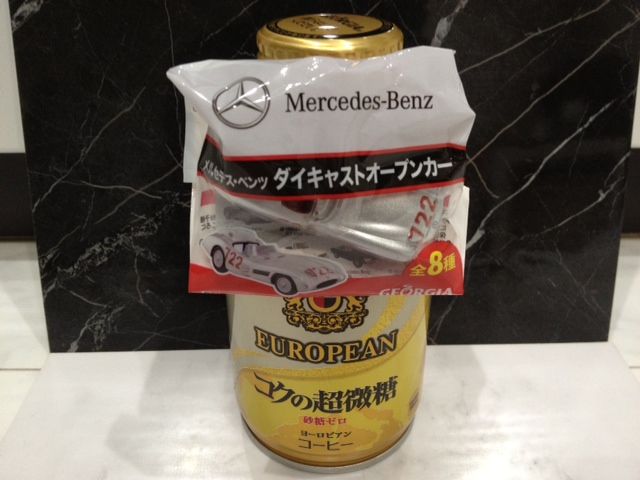 Mercedes-Benz
メルセデス・ベンツ ダイキャストオープンカー
722
722
722
全8種
GEORGIA
EUROPEAN
コクの超微糖
砂糖ゼロ
ヨーロピアン
コーヒー